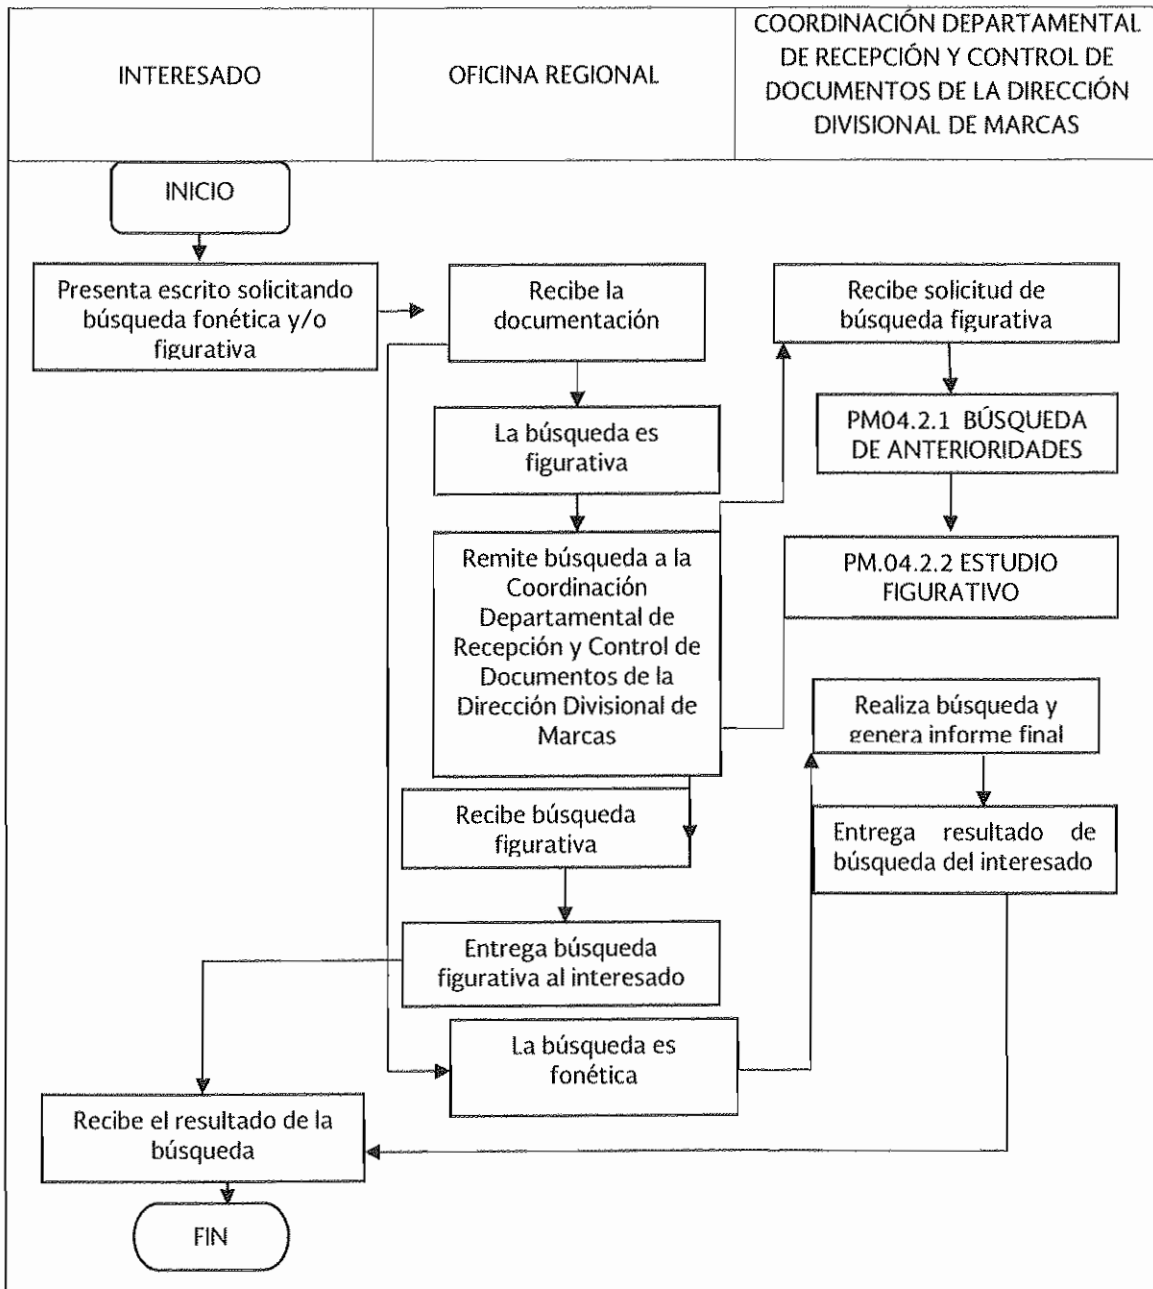 INTERESADO
OFICINA REGIONAL
COORDINACIÓN DEPARTAMENTAL
DE RECEPCIÓN Y CONTROL DE
DOCUMENTOS DE LA DIRECCIÓN
DIVISIONAL DE MARCAS
INICIO
Presenta escrito solicitando
búsqueda fonética y/o
figurativa
Recibe la
documentación
Recibe solicitud de
búsqueda figurativa
La búsqueda es
figurativa
PM04.2.1 BÚSQUEDA
DE ANTERIORIDADES
Remite búsqueda a la
Coordinación
Departamental de
Recepción y Control de
Documentos de la
Dirección Divisional de
Marcas
PM.04.2.2 ESTUDIO
FIGURATIVO
Realiza búsqueda y
genera informe final
Recibe búsqueda
figurativa
Entrega resultado de
búsqueda del interesado
Entrega búsqueda
figurativa al interesado
La búsqueda es
fonética
Recibe el resultado de la
búsqueda
FIN